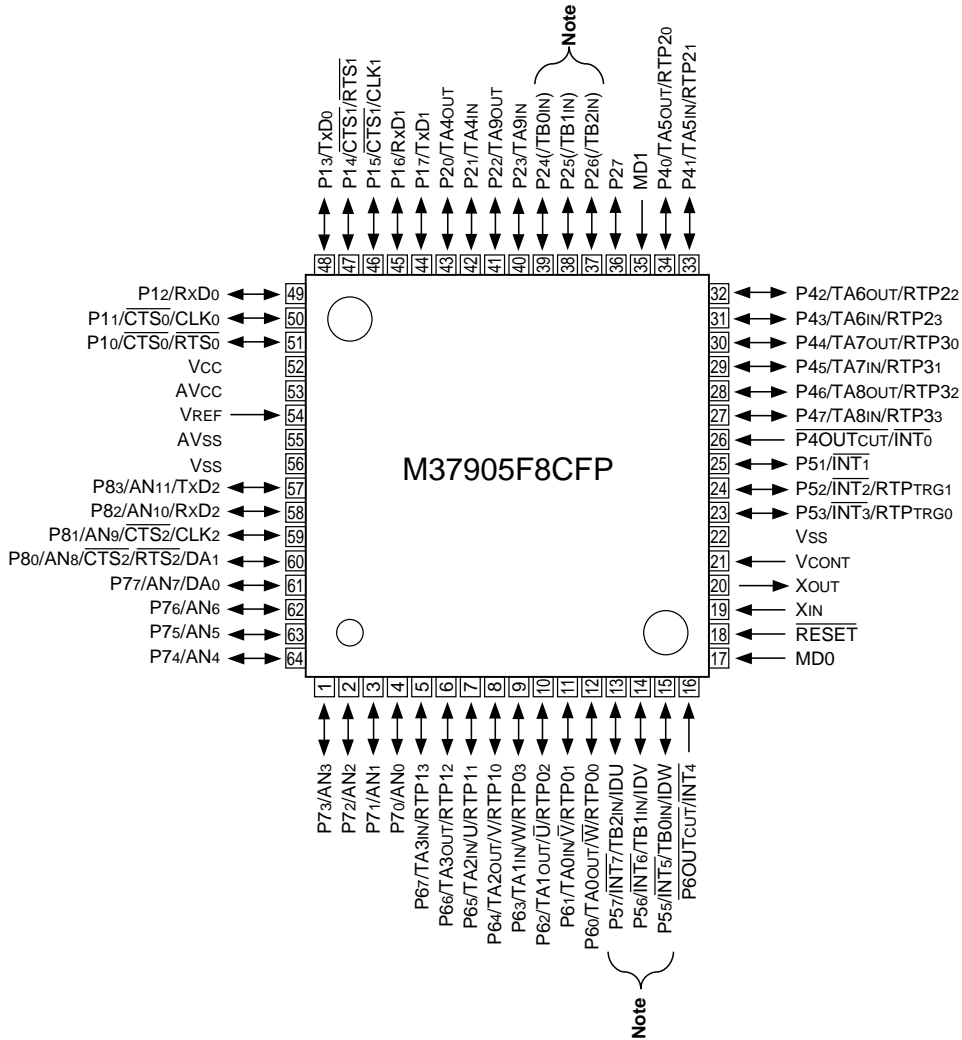 Note
P13/TxD0
P14/CTS1/RTS1
P15/CTS1/CLK1
P16/RxD1
P17/TxD1
P20/TA4OUT
P21/TA4IN
P22/TA9OUT
P23/TA9IN
P24(/TB0IN)
P25(/TB1IN)
P26(/TB2IN)
P27
MD1
P40/TA5OUT/RTP20
P41/TA5IN/RTP21
48 47 46 45 44 43 42 41 40 39 38 37 36 35 34 33
P12/RxD0 49
P11/CTS0/CLK0 50
P10/CTS0/RTS0 51
VCC 52
AVCC 53
VREF 54
AVSS 55
VSS 56
P83/AN11/TxD2 57
P82/AN10/RxD2 58
P81/AN9/CTS2/CLK2 59
P80/AN8/CTS2/RTS2/DA1 60
P77/AN7/DA0 61
P76/AN6 62
P75/AN5 63
P74/AN4 64
M37905F8CFP
32 P42/TA6OUT/RTP22
31 P43/TA6IN/RTP23
30 P44/TA7OUT/RTP30
29 P45/TA7IN/RTP31
28 P46/TA8OUT/RTP32
27 P47/TA8IN/RTP33
26 P4OUTCUT/INT0
25 P51/INT1
24 P52/INT2/RTPTRG1
23 P53/INT3/RTPTRG0
22 VSS
21 VCONT
20 XOUT
19 XIN
18 RESET
17 MD0
1 2 3 4 5 6 7 8 9 10 11 12 13 14 15 16
P73/AN3
P72/AN2
P71/AN1
P70/AN0
P67/TA3IN/RTP13
P66/TA3OUT/RTP12
P65/TA2IN/U/RTP11
P64/TA2OUT/V/RTP10
P63/TA1IN/W/RTP03
P62/TA1OUT/U/RTP02
P61/TA0IN/V/RTP01
P60/TA0OUT/W/RTP00
P57/INT7/TB2IN/IDU
P56/INT6/TB1IN/IDV
P55/INT5/TB0IN/IDW
P6OUTCUT/INT4
Note